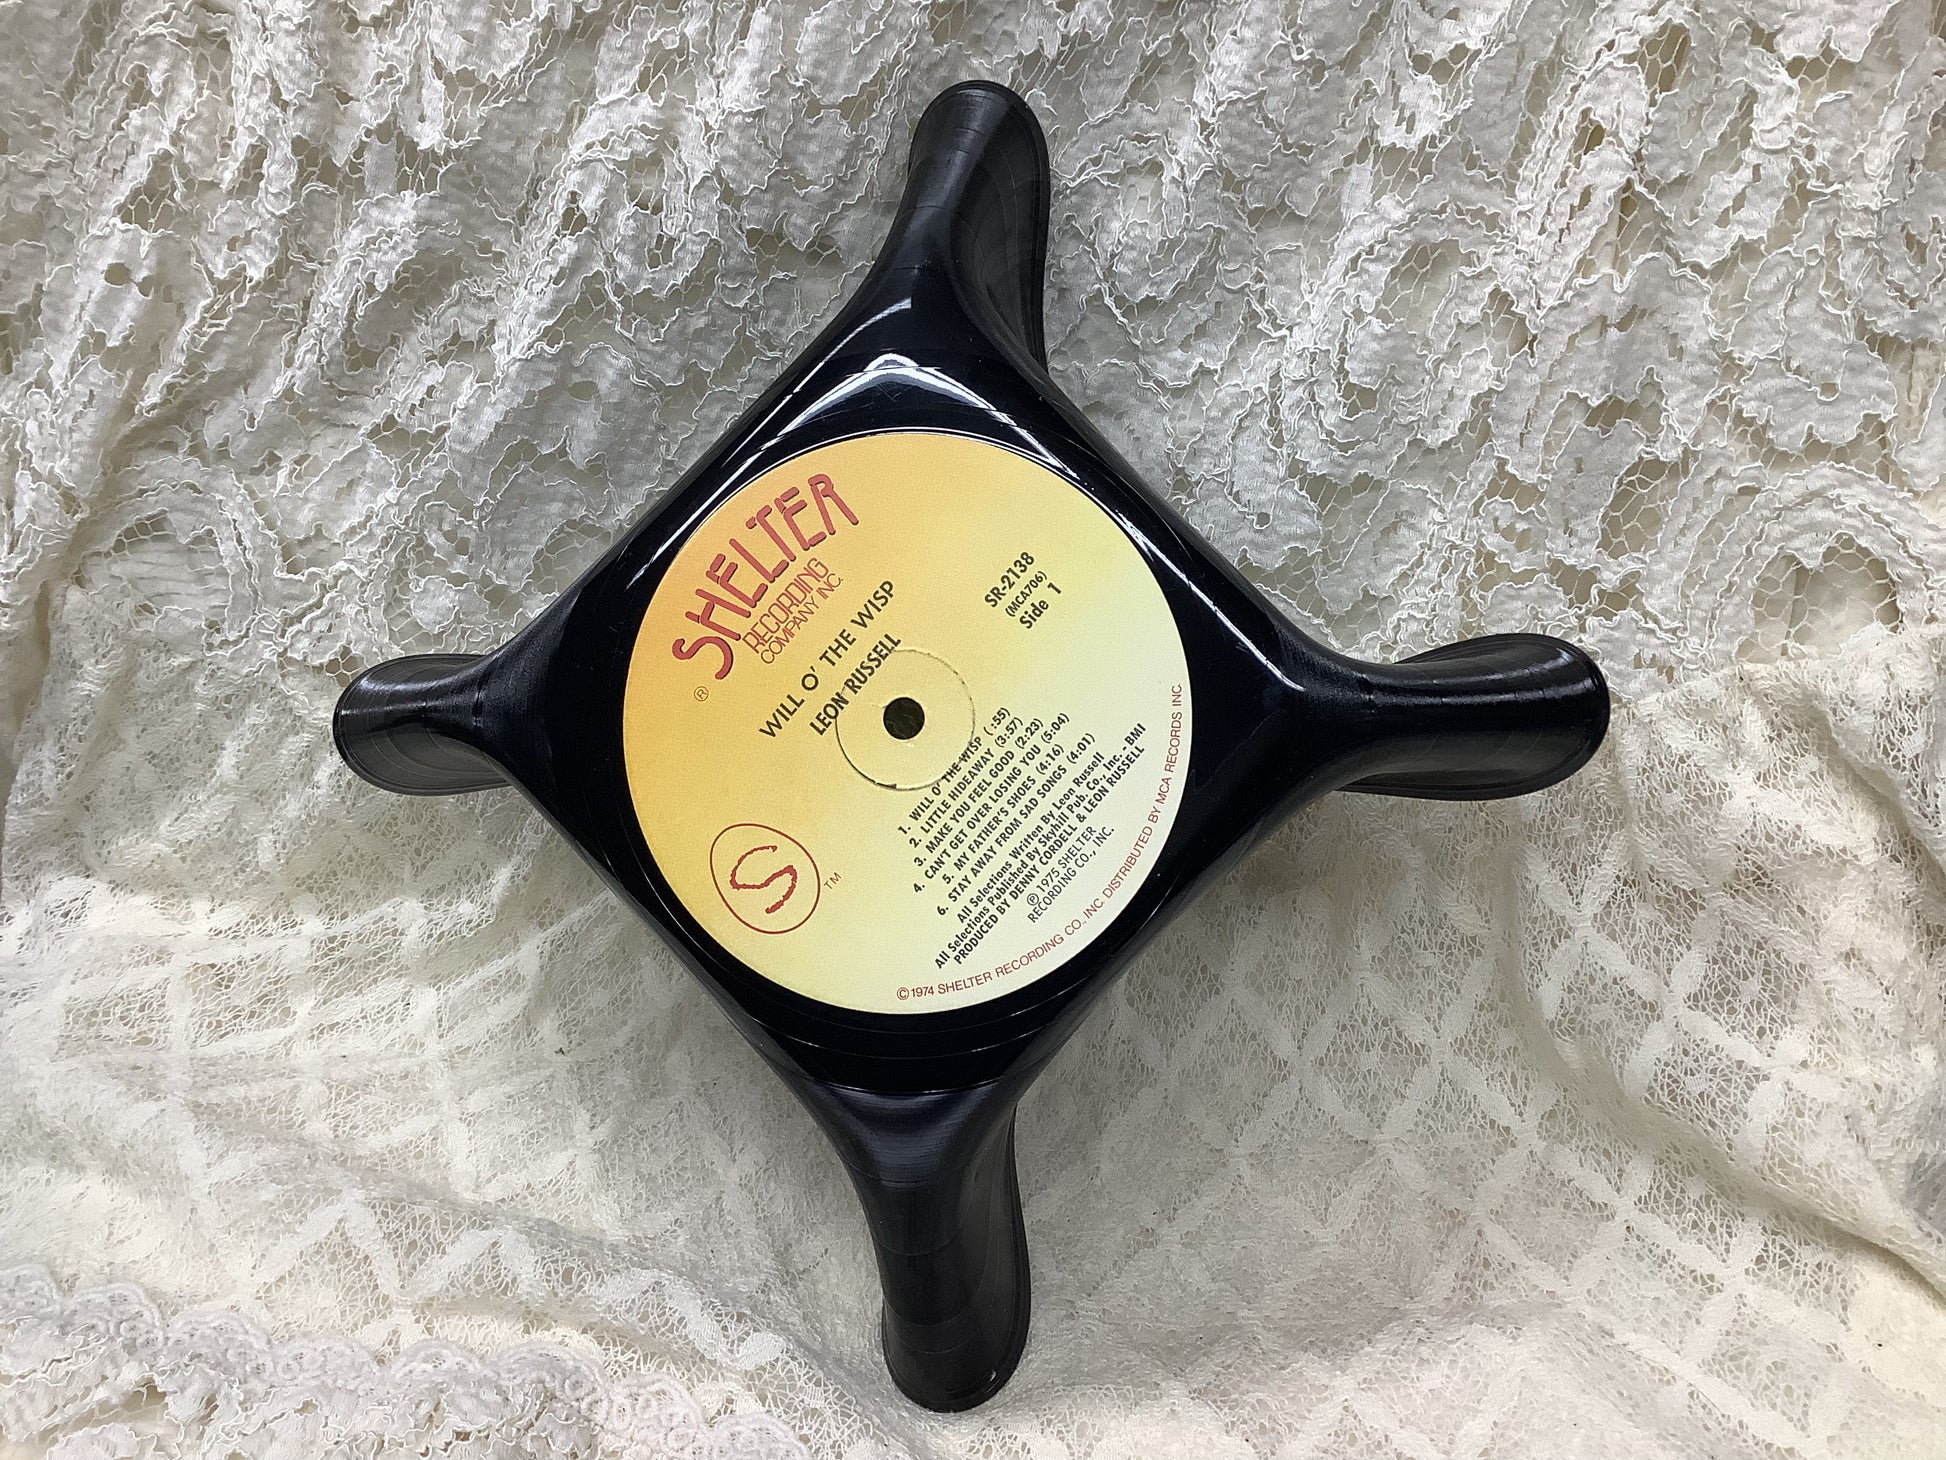 SHELTER
®
RECORDING
COMPANY INC.
WILL O' THE WISP
LEON RUSSELL
SR-2138
(MCA706)
Side 1
S
TM
1. WILL O' THE WISP (:55)
2. LITTLE HIDEAWAY (3:57)
3. MAKE YOU FEEL GOOD (2:23)
4. CAN'T GET OVER LOSING YOU (5:04)
5. MY FATHER'S SHOES (4:16)
6. STAY AWAY FROM SAD SONGS (4:01)
All Selections Written By Leon Russell
All Selections Published By Skyhill Pub. Co., Inc.- BMI
PRODUCED BY DENNY CORDELL & LEON RUSSELL
℗ 1975 SHELTER
RECORDING CO., INC.
© 1974 SHELTER RECORDING CO. INC. DISTRIBUTED BY MCA RECORDS INC.